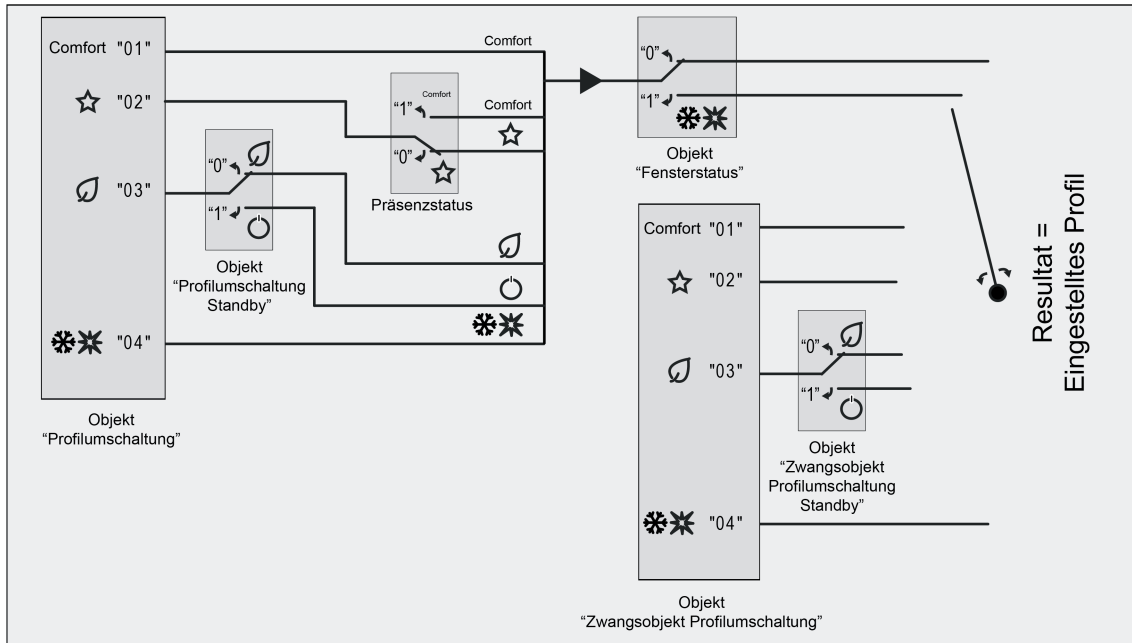 Comfort "01"
"02"
"03"
"04"
Objekt
“Profilumschaltung”
“0”
“1”
Objekt
“Profilumschaltung
Standby”
Comfort
“1”
“0”
Präsenzstatus
Comfort
Comfort
“0”
“1”
Objekt
“Fensterstatus”
Comfort "01"
"02"
"03"
"04"
“0”
“1”
Objekt
“Zwangsobjekt
Profilumschaltung
Standby”
Objekt
“Zwangsobjekt Profilumschaltung”
Resultat =
Eingestelltes Profil